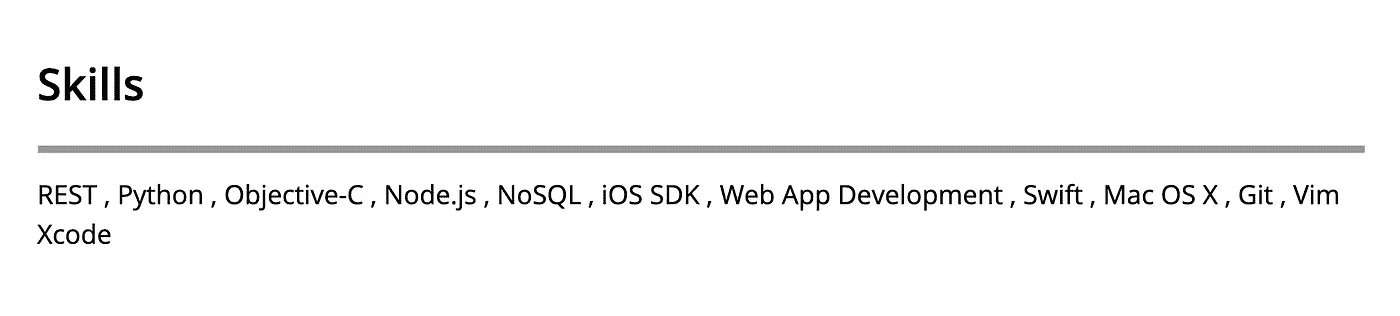 Skills
REST , Python , Objective-C , Node.js , NoSQL , iOS SDK , Web App Development , Swift , Mac OS X , Git , Vim
Xcode